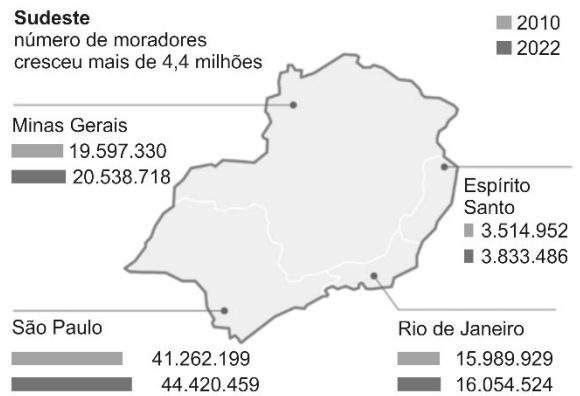 Sudeste
número de moradores
cresceu mais de 4,4 milhões
2010
2022
Minas Gerais
19.597.330
20.538.718
Espírito
Santo
3.514.952
3.833.486
São Paulo
41.262.199
44.420.459
Rio de Janeiro
15.989.929
16.054.524